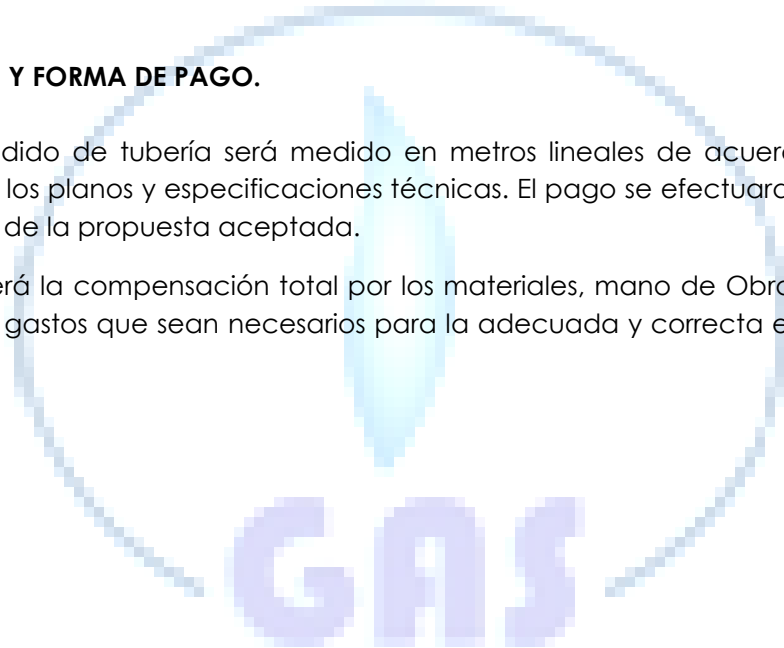 Y FORMA DE PAGO.
dido de tubería será medido en metros lineales de acuer
los planos y especificaciones técnicas. El pago se efectuar
de la propuesta aceptada.
erá la compensación total por los materiales, mano de Obr
gastos que sean necesarios para la adecuada y correcta e
GAS